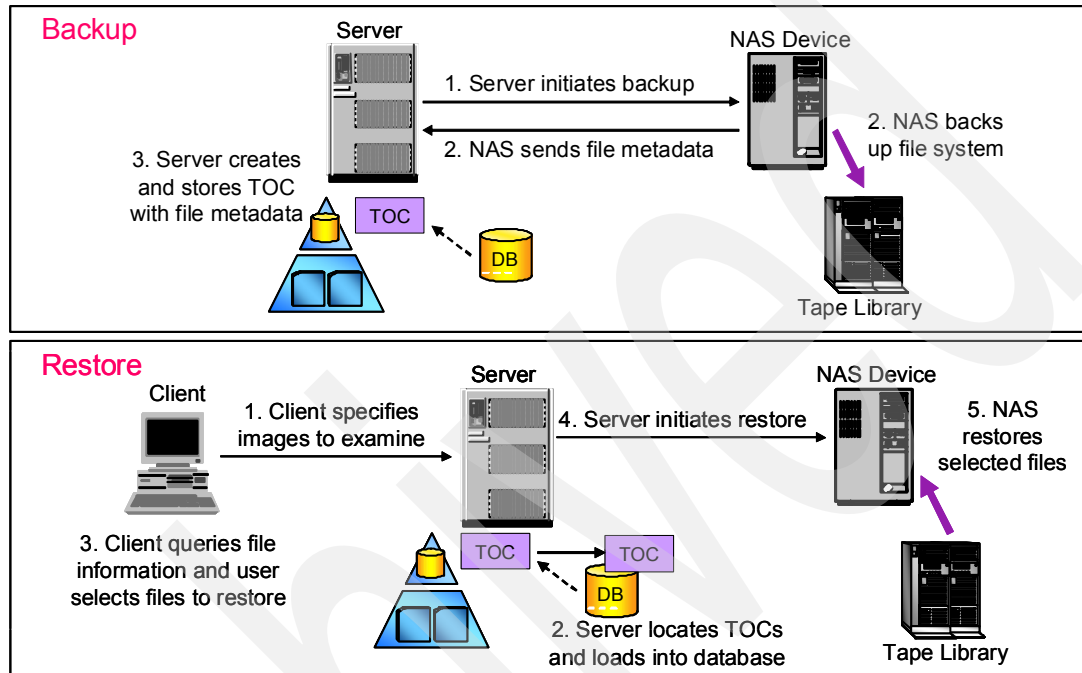 Backup
Server
NAS Device
1. Server initiates backup
2. NAS sends file metadata
2. NAS backs
up file system
3. Server creates
and stores TOC
with file metadata
TOC
DB
Tape Library
Restore
Client
Server
NAS Device
1. Client specifies
images to examine
4. Server initiates restore
5. NAS
restores
selected files
3. Client queries file
information and user
selects files to restore
TOC
TOC
DB
2. Server locates TOCs
and loads into database
Tape Library